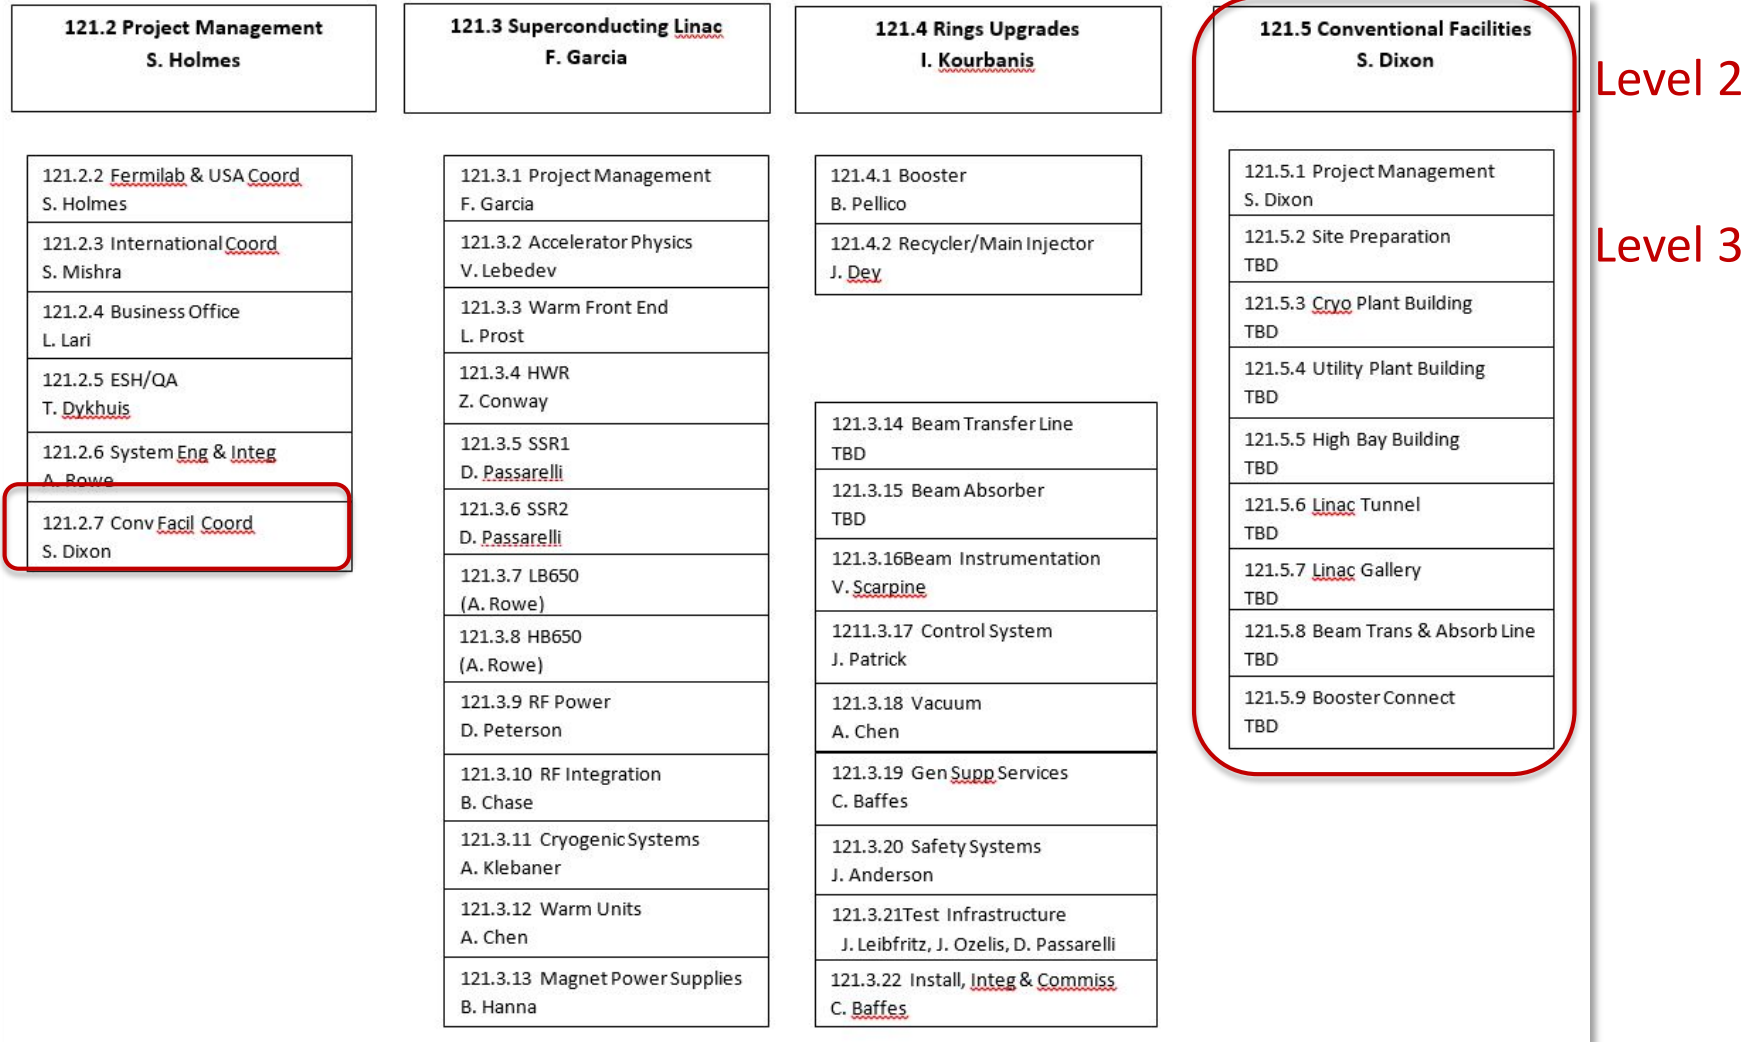 121.2 Project Management
S. Holmes
121.2.2 Fermilab & USA Coord
S. Holmes
121.2.3 International Coord
S. Mishra
121.2.4 Business Office
L. Lari
121.2.5 ESH/QA
T. Dykhuis
121.2.6 System Eng & Integ
A. Rowe
121.2.7 Conv Facil Coord
S. Dixon
121.3 Superconducting Linac
F. Garcia
121.3.1 Project Management
F. Garcia
121.3.2 Accelerator Physics
V. Lebedev
121.3.3 Warm Front End
L. Prost
121.3.4 HWR
Z. Conway
121.3.5 SSR1
D. Passarelli
121.3.6 SSR2
D. Passarelli
121.3.7 LB650
(A. Rowe)
121.3.8 HB650
(A. Rowe)
121.3.9 RF Power
D. Peterson
121.3.10 RF Integration
B. Chase
121.3.11 Cryogenic Systems
A. Klebaner
121.3.12 Warm Units
A. Chen
121.3.13 Magnet Power Supplies
B. Hanna
121.4 Rings Upgrades
I. Kourbanis
121.4.1 Booster
B. Pellico
121.4.2 Recycler/Main Injector
J. Dey
121.3.14 Beam Transfer Line
TBD
121.3.15 Beam Absorber
TBD
121.3.16Beam Instrumentation
V. Scarpine
1211.3.17 Control System
J. Patrick
121.3.18 Vacuum
A. Chen
121.3.19 Gen Supp Services
C. Baffes
121.3.20 Safety Systems
J. Anderson
121.3.21Test Infrastructure
J. Leibfritz, J. Ozelis, D. Passarelli
121.3.22 Install, Integ & Commiss
C. Baffes
121.5 Conventional Facilities
S. Dixon
121.5.1 Project Management
S. Dixon
121.5.2 Site Preparation
TBD
121.5.3 Cryo Plant Building
TBD
121.5.4 Utility Plant Building
TBD
121.5.5 High Bay Building
TBD
121.5.6 Linac Tunnel
TBD
121.5.7 Linac Gallery
TBD
121.5.8 Beam Trans & Absorb Line
TBD
121.5.9 Booster Connect
TBD
Level 2
Level 3